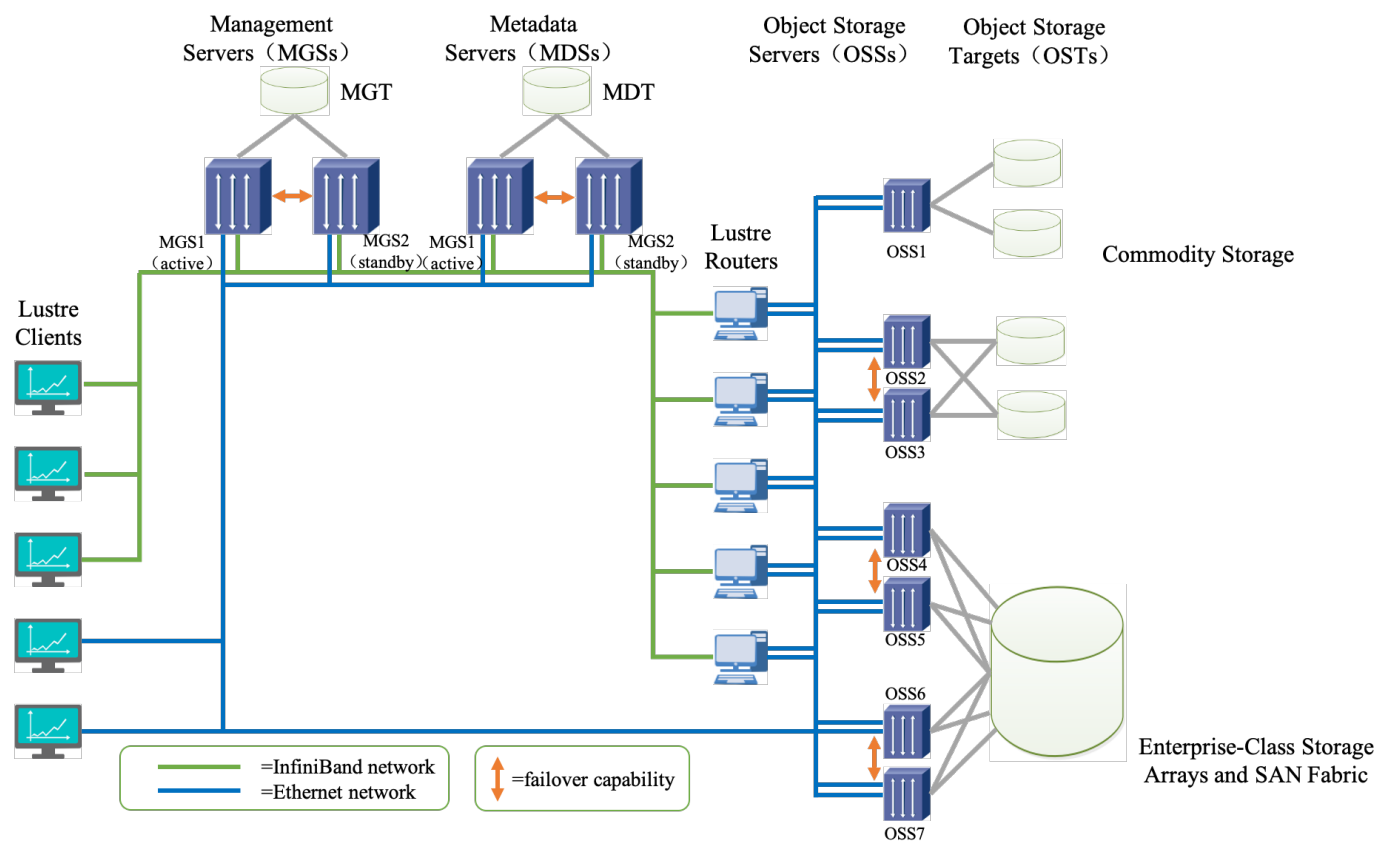 Management
Servers（MGSs）
Metadata
Servers（MDSs）
Object Storage
Servers（OSSs）
Object Storage
Targets（OSTs）
MGT
MDT
MGS1
（active）
MGS2
（standby）
MGS1
（active）
MGS2
（standby）
Lustre
Routers
OSS1
Commodity Storage
Lustre
Clients
OSS2
OSS3
OSS4
OSS5
OSS6
OSS7
Enterprise-Class Storage
Arrays and SAN Fabric
=InfiniBand network
=Ethernet network
=failover capability